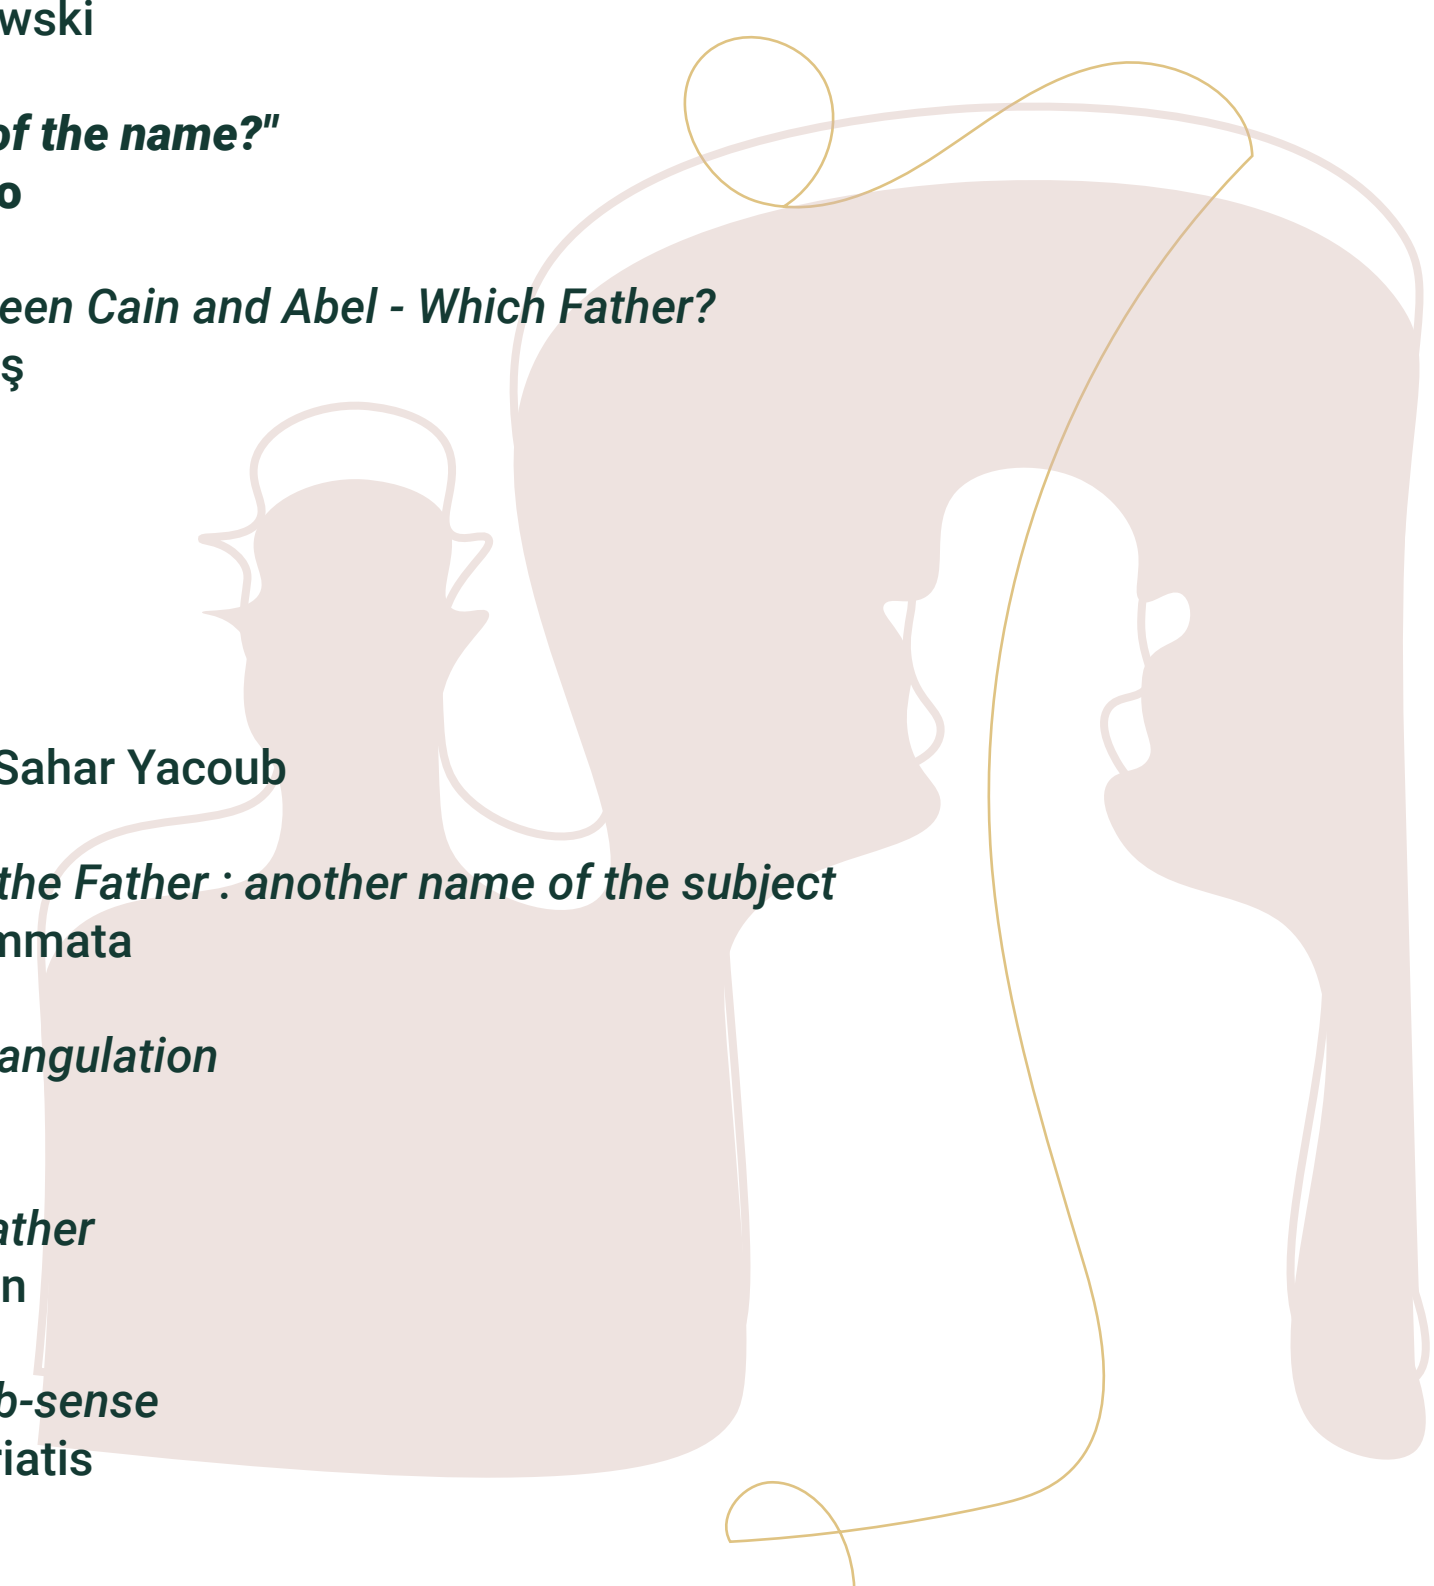 wski
of the name?"
o
een Cain and Abel - Which Father?
ş
Sahar Yacoub
the Father : another name of the subject
mmata
angulation
ather
n
b-sense
riatis